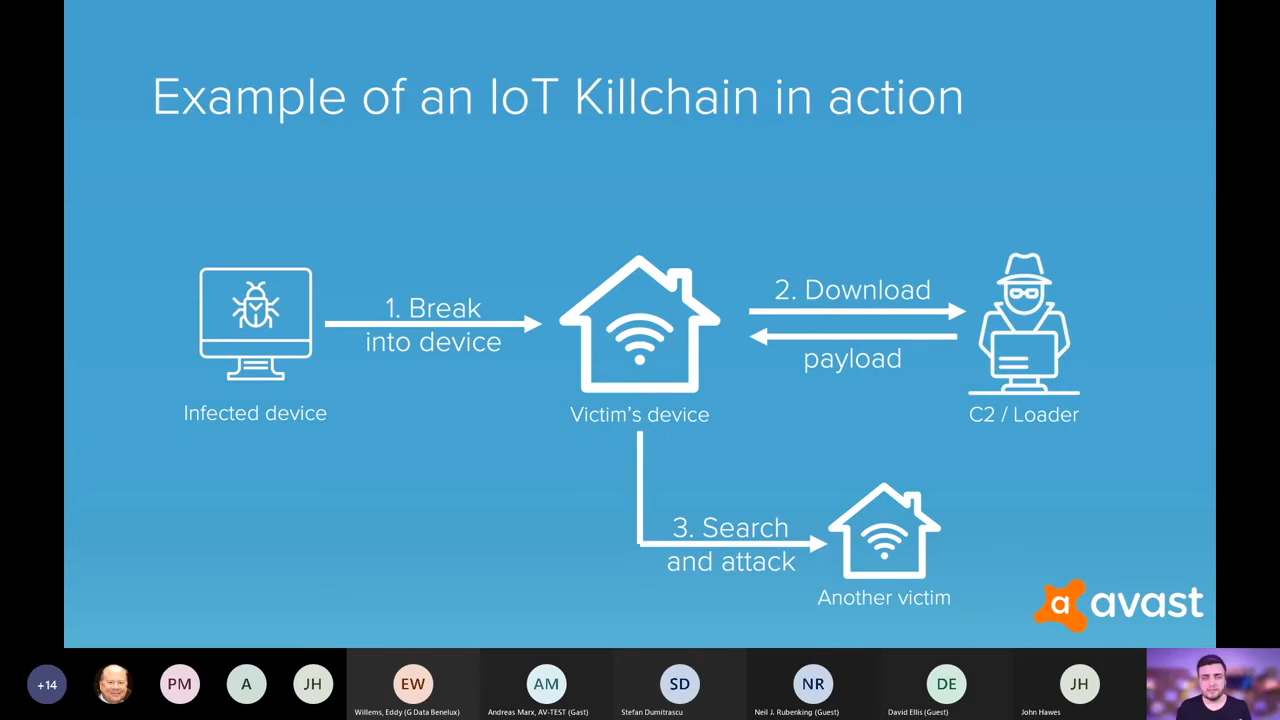 Example of an IoT Killchain in action
1. Break
into device
2. Download
payload
Infected device
Victim's device
C2 / Loader
3. Search
and attack
Another victim
a avast
+14
PM
A
JH
EW
AM
SD
NR
DE
JH
Willems, Eddy (G Data Benelux)
Andreas Marx, AV-TEST (Gast)
Stefan Dumitrascu
Neil J. Rubenking (Guest)
David Ellis (Guest)
John Hawes